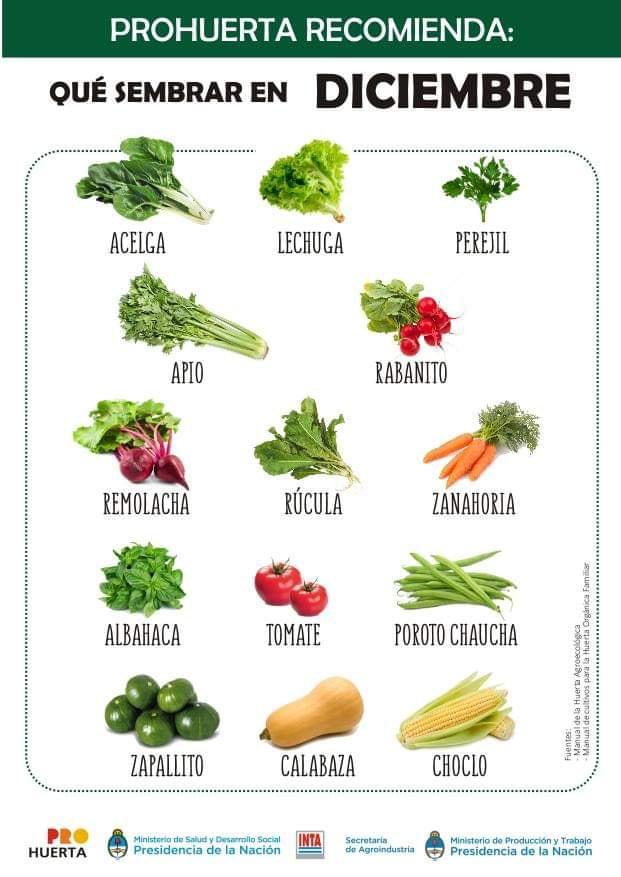 PROHUERTA RECOMIENDA:
QUÉ SEMBRAR EN DICIEMBRE
ACELGA
LECHUGA
PEREJIL
APIO
RABANITO
REMOLACHA
RÚCULA
ZANAHORIA
ALBAHACA
TOMATE
POROTO CHAUCHA
ZAPALLITO
CALABAZA
CHOCLO
Fuentes:
- Manual de la Huerta Agroecológica
- Manual de cultivos para la Huerta Orgánica Familiar
PRO
HUERTA
Ministerio de Salud y Desarrollo Social
Presidencia de la Nación
INTA
Secretaría
de Agroindustria
Ministerio de Producción y Trabajo
Presidencia de la Nación